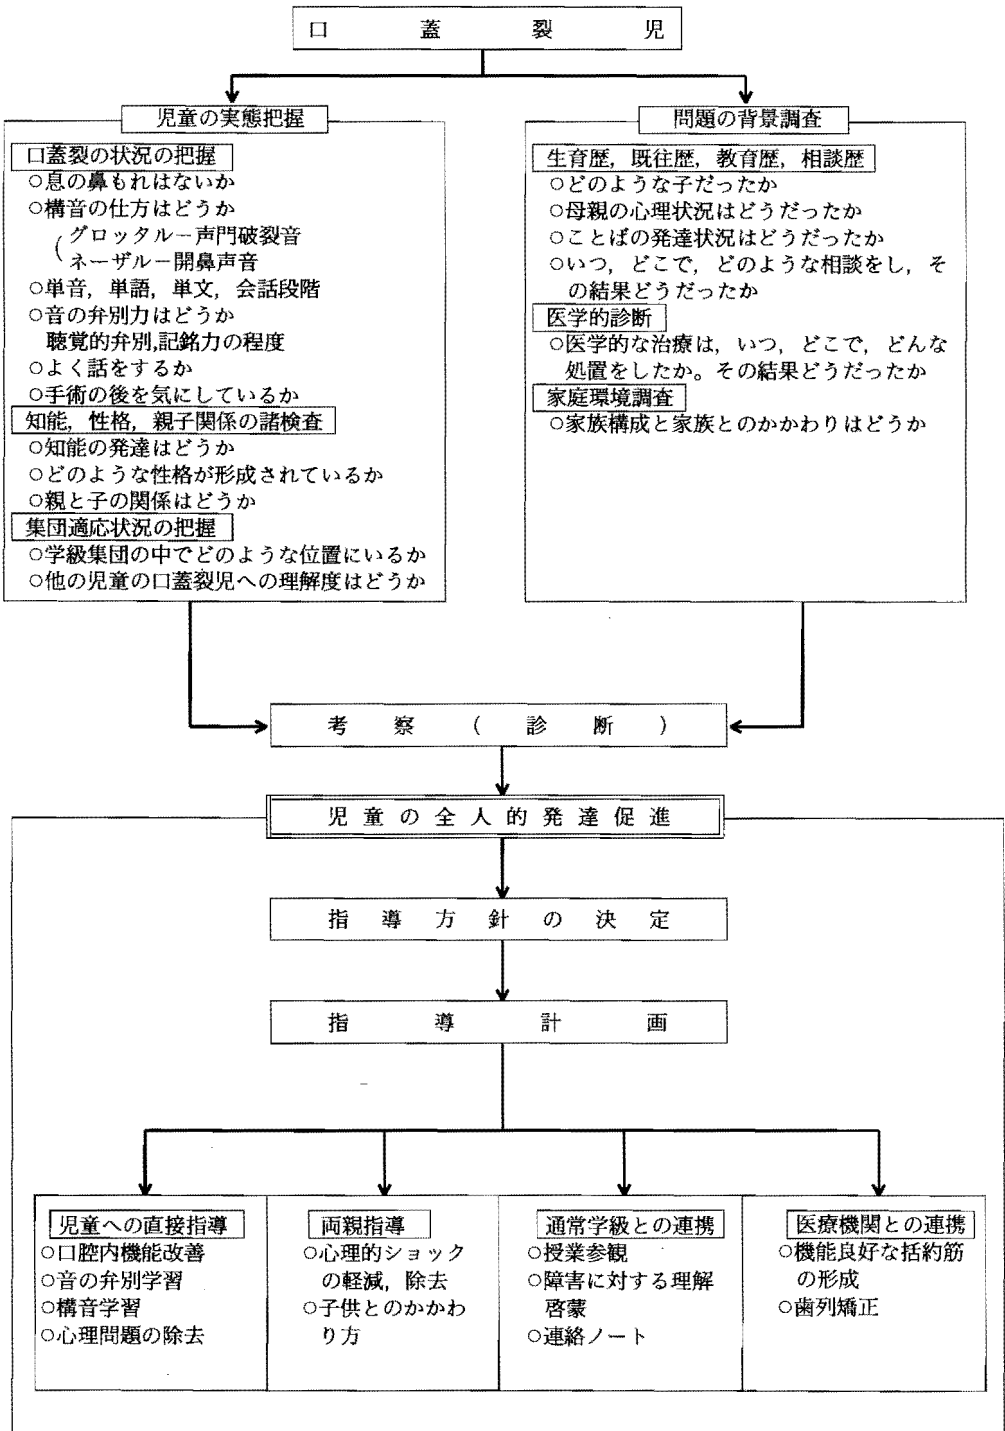 口蓋裂児
児童の実態把握
口蓋裂の状況の把握
○息の鼻もれはないか
○構音の仕方はどうか
(グロッタルー声門破裂音
ネーザルー開鼻声音
○単音，単語，単文，会話段階
○音の弁別力はどうか
聴覚的弁別,記銘力の程度
○よく話をするか
○手術の後を気にしているか
知能，性格，親子関係の諸検査
○知能の発達はどうか
○どのような性格が形成されているか
○親と子の関係はどうか
集団適応状況の把握
○学級集団の中でどのような位置にいるか
○他の児童の口蓋裂児への理解度はどうか
問題の背景調査
生育歴，既往歴，教育歴，相談歴
○どのような子だったか
○母親の心理状況はどうだったか
○ことばの発達状況はどうだったか
○いつ，どこで，どのような相談をし，そ
の結果どうだったか
医学的診断
○医学的な治療は，いつ，どこで，どんな
処置をしたか。その結果どうだったか
家庭環境調査
○家族構成と家族とのかかわりはどうか
考察(診断)
児童の全人的発達促進
指導方針の決定
指導計画
児童への直接指導
○口腔内機能改善
○音の弁別学習
○構音学習
○心理問題の除去
両親指導
○心理的ショック
の軽減，除去
○子供とのかかわ
り方
通常学級との連携
○授業参観
○障害に対する理解
啓蒙
○連絡ノート
医療機関との連携
○機能良好な括約筋
の形成
○歯列矯正